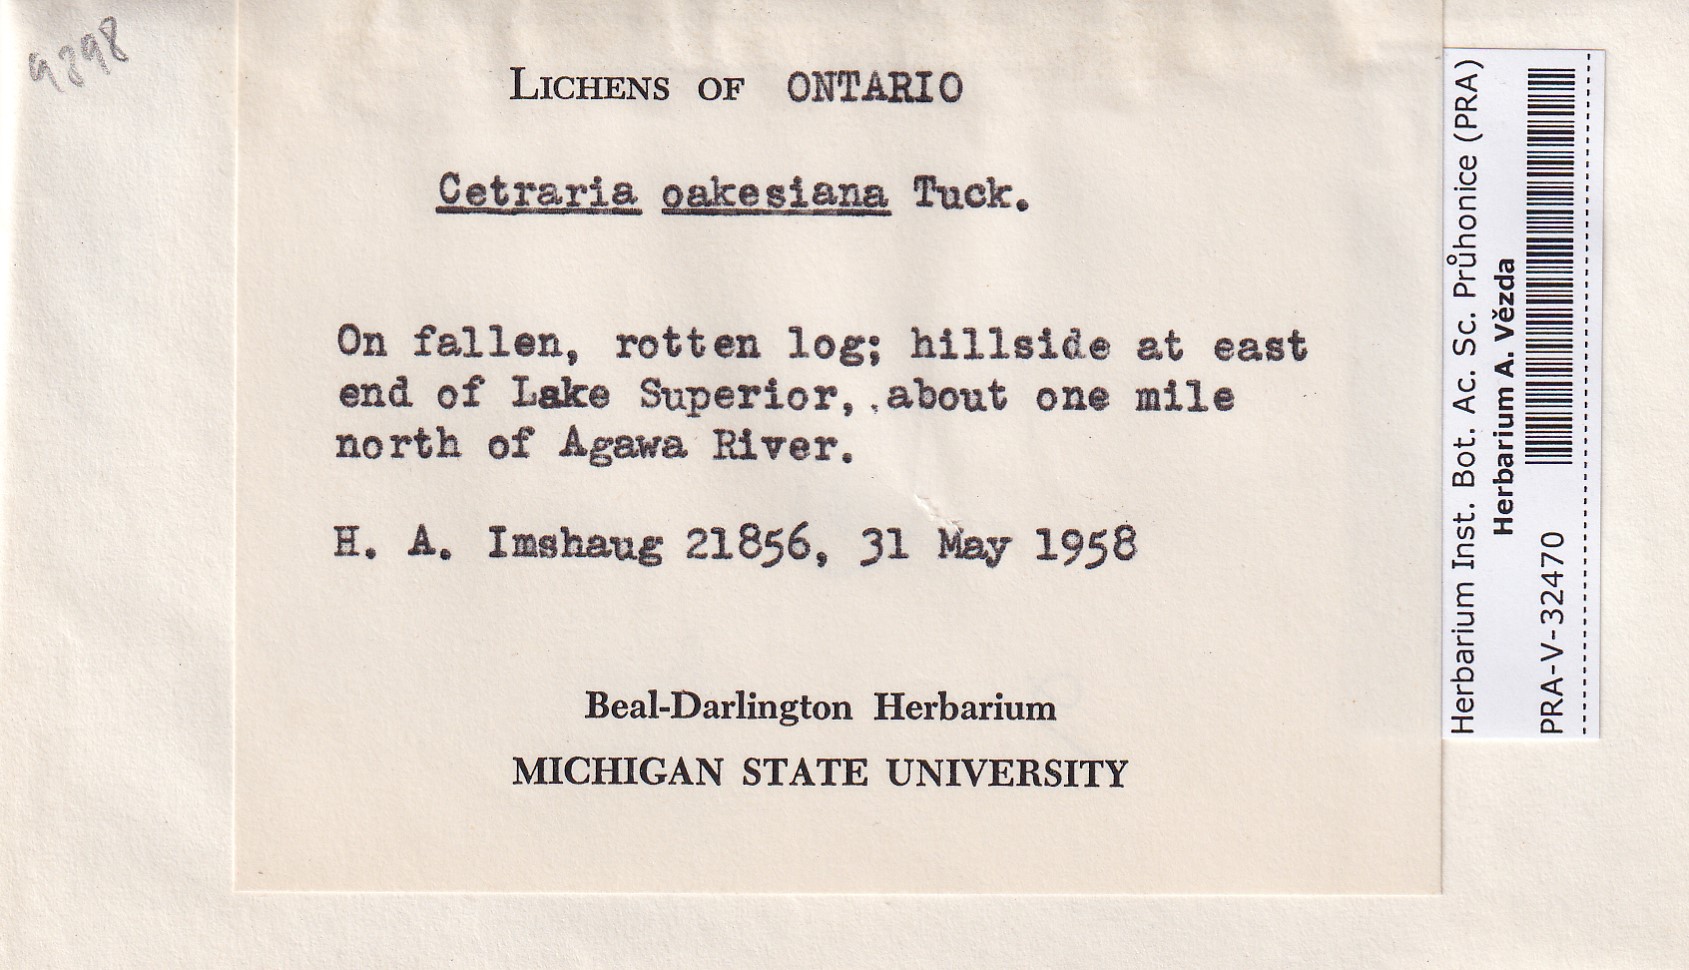 9898
LICHENS OF ONTARIO
Cetraria oakesiana Tuck.
On fallen, rotten log; hillside at east
end of Lake Superior, about one mile
north of Agawa River.
H. A. Imshaug 21856, 31 May 1958
Beal-Darlington Herbarium
MICHIGAN STATE UNIVERSITY
Herbarium Inst. Bot. Ac. Sc. Průhonice (PRA)
Herbarium A. Vězda
PRA-V-32470